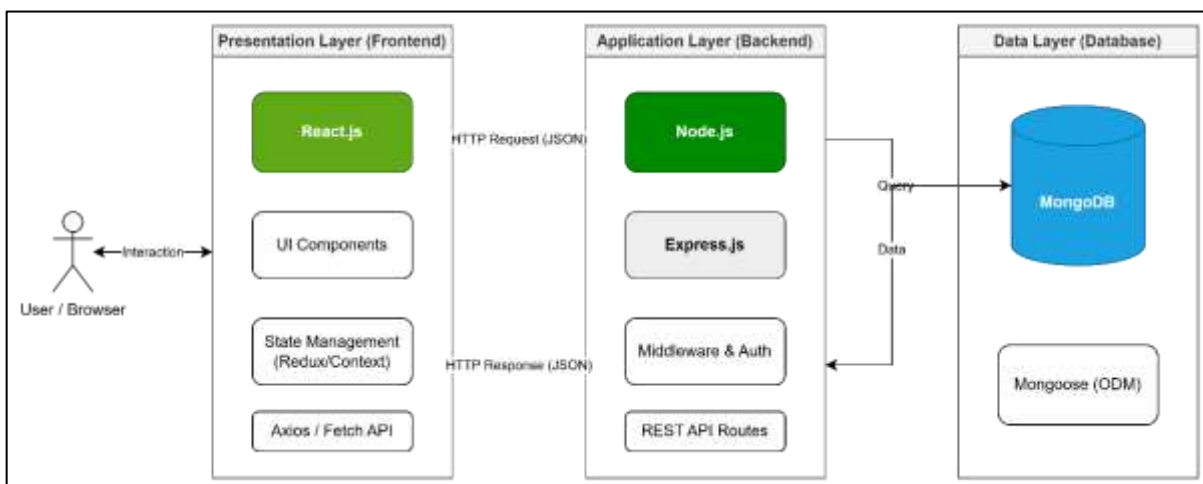 Presentation Layer (Frontend)
Application Layer (Backend)
Data Layer (Database)
React.js
HTTP Request (JSON)
Node.js
Query
MongoDB
Interaction
UI Components
Express.js
Data
User / Browser
State Management
(Redux/Context)
HTTP Response (JSON)
Middleware & Auth
Mongoose (ODM)
Axios / Fetch API
REST API Routes